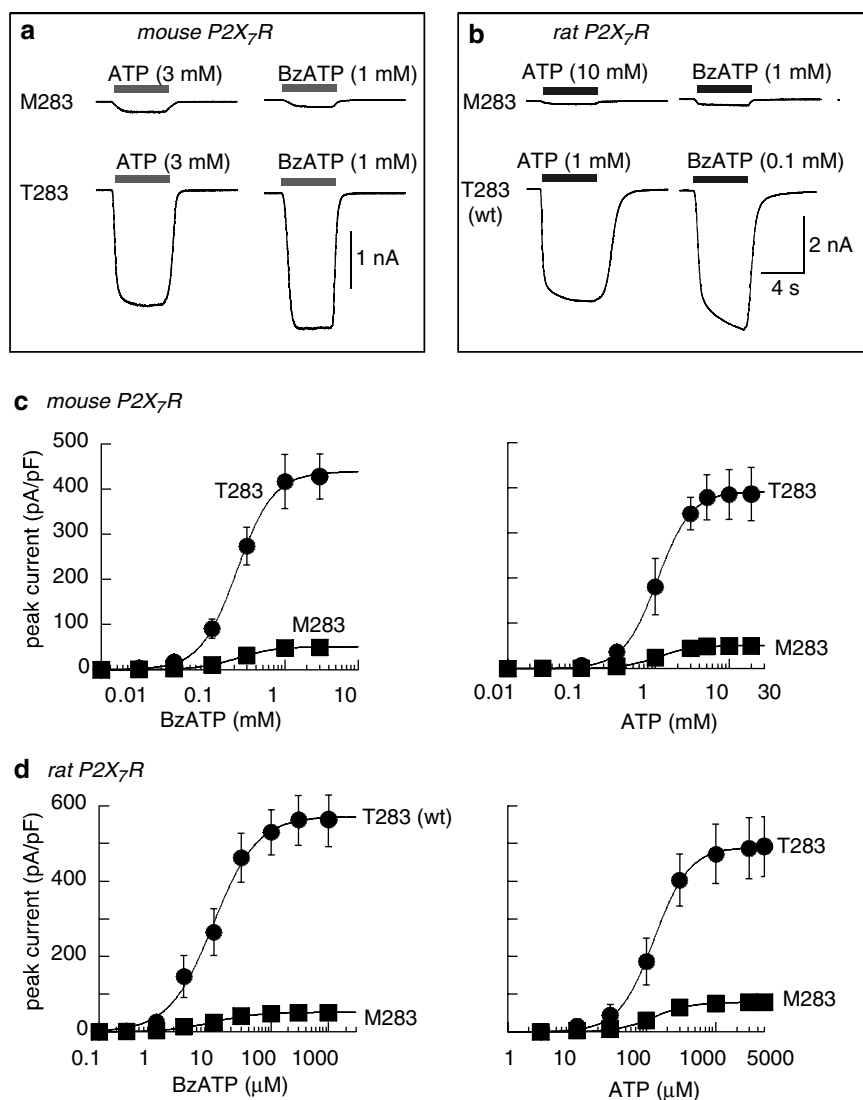 a mouse P2X7R
ATP (3 mM) BzATP (1 mM)
M283
ATP (3 mM) BzATP (1 mM)
T283
1 nA
b rat P2X7R
ATP (10 mM) BzATP (1 mM)
M283
ATP (1 mM) BzATP (0.1 mM)
T283
(wt)
2 nA
4 s
c mouse P2X7R
peak current (pA/pF)
500
400
300
200
100
0
T283
M283
0.01 0.1 1 10
BzATP (mM)
T283
M283
0.01 0.1 1 10 30
ATP (mM)
d rat P2X7R
peak current (pA/pF)
600
400
200
0
T283 (wt)
M283
0.1 10 100 1000
BzATP (μM)
T283
M283
1 10 100 1000 5000
ATP (μM)